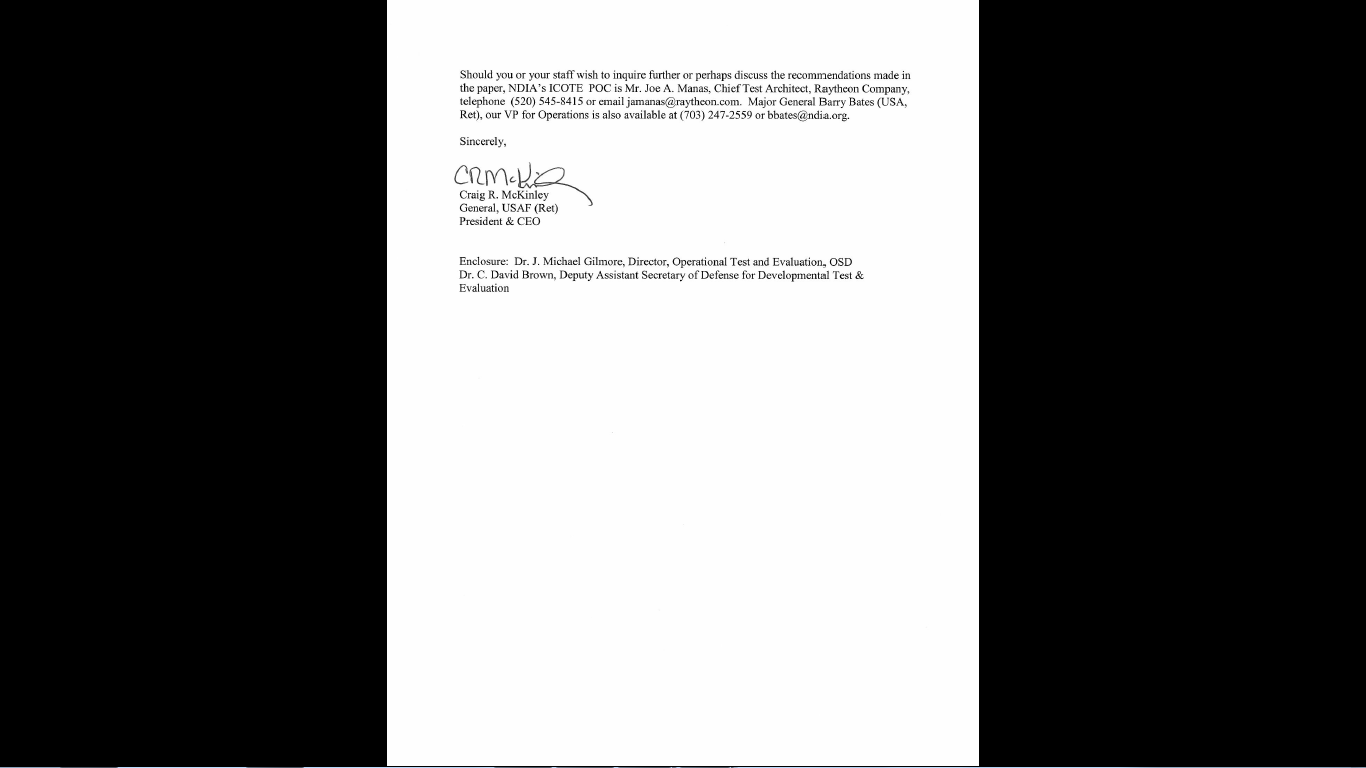 Should you or your staff wish to inquire further or perhaps discuss the recommendations made in
the paper, NDIA's ICOTE  POC is Mr. Joe A. Manas, Chief Test Architect, Raytheon Company,
telephone  (520) 545-8415 or email jamanas@raytheon.com.  Major General Barry Bates (USA,
Ret), our VP for Operations is also available at (703) 247-2559 or bbates@ndia.org.
Sincerely,
CRMcKi
Craig R. McKinley
General, USAF (Ret)
President & CEO
Enclosure:  Dr. J. Michael Gilmore, Director, Operational Test and Evaluation, OSD
Dr. C. David Brown, Deputy Assistant Secretary of Defense for Developmental Test &
Evaluation